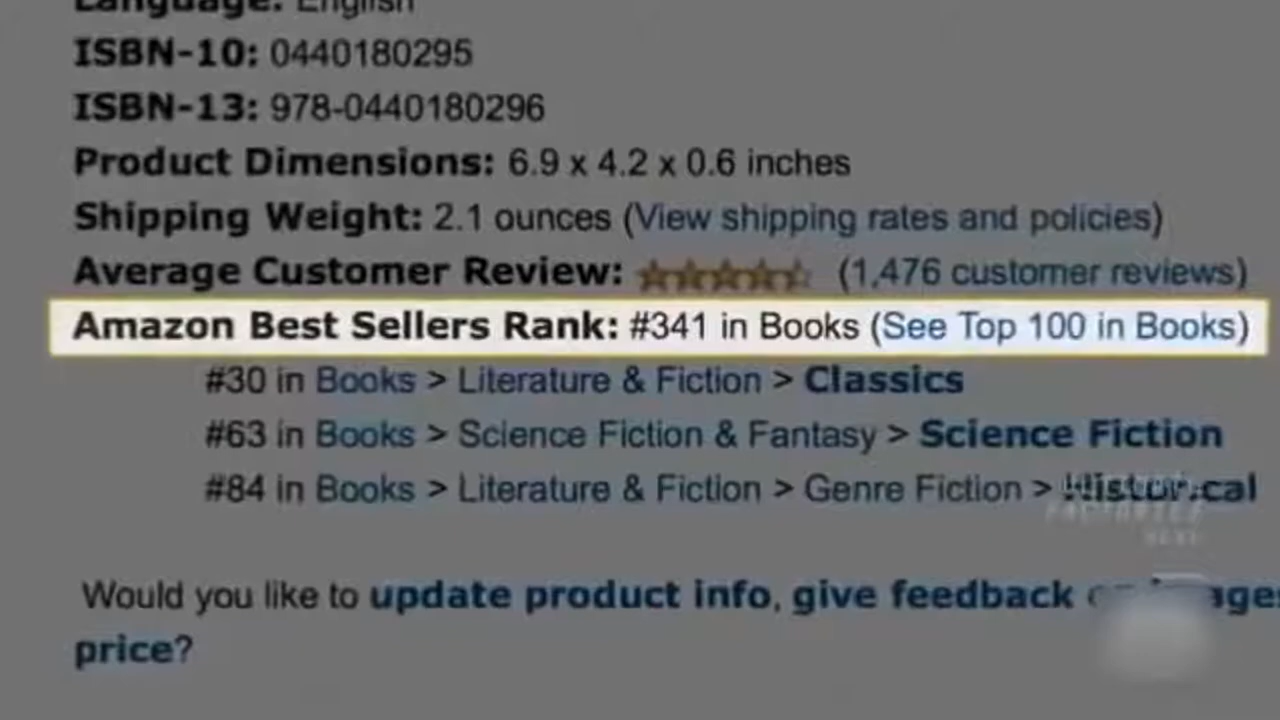 Language: English
ISBN-10: 0440180295
ISBN-13: 978-0440180296
Product Dimensions: 6.9 x 4.2 x 0.6 inches
Shipping Weight: 2.1 ounces (View shipping rates and policies)
Average Customer Review: (1,476 customer reviews)
Amazon Best Sellers Rank: #341 in Books (See Top 100 in Books)
#30 in Books > Literature & Fiction > Classics
#63 in Books > Science Fiction & Fantasy > Science Fiction
#84 in Books > Literature & Fiction > Genre Fiction > Historical
NEXT
Would you like to update product info, give feedback
price?